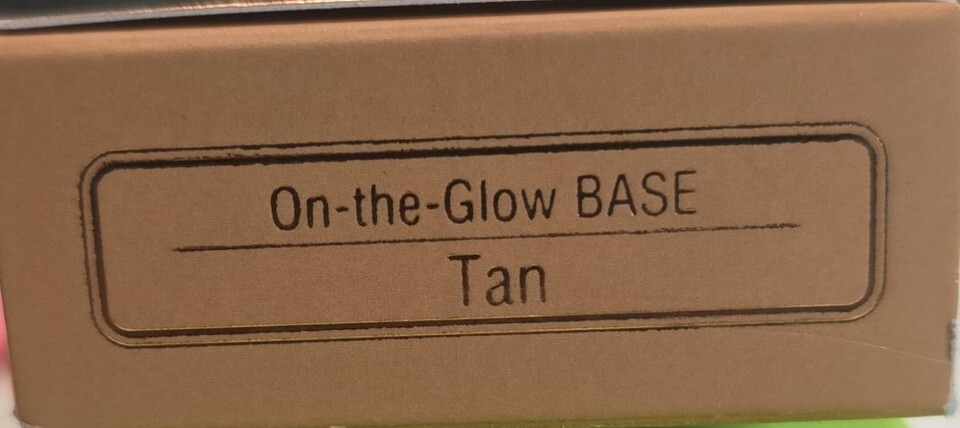 On-the-Glow BASE
Tan